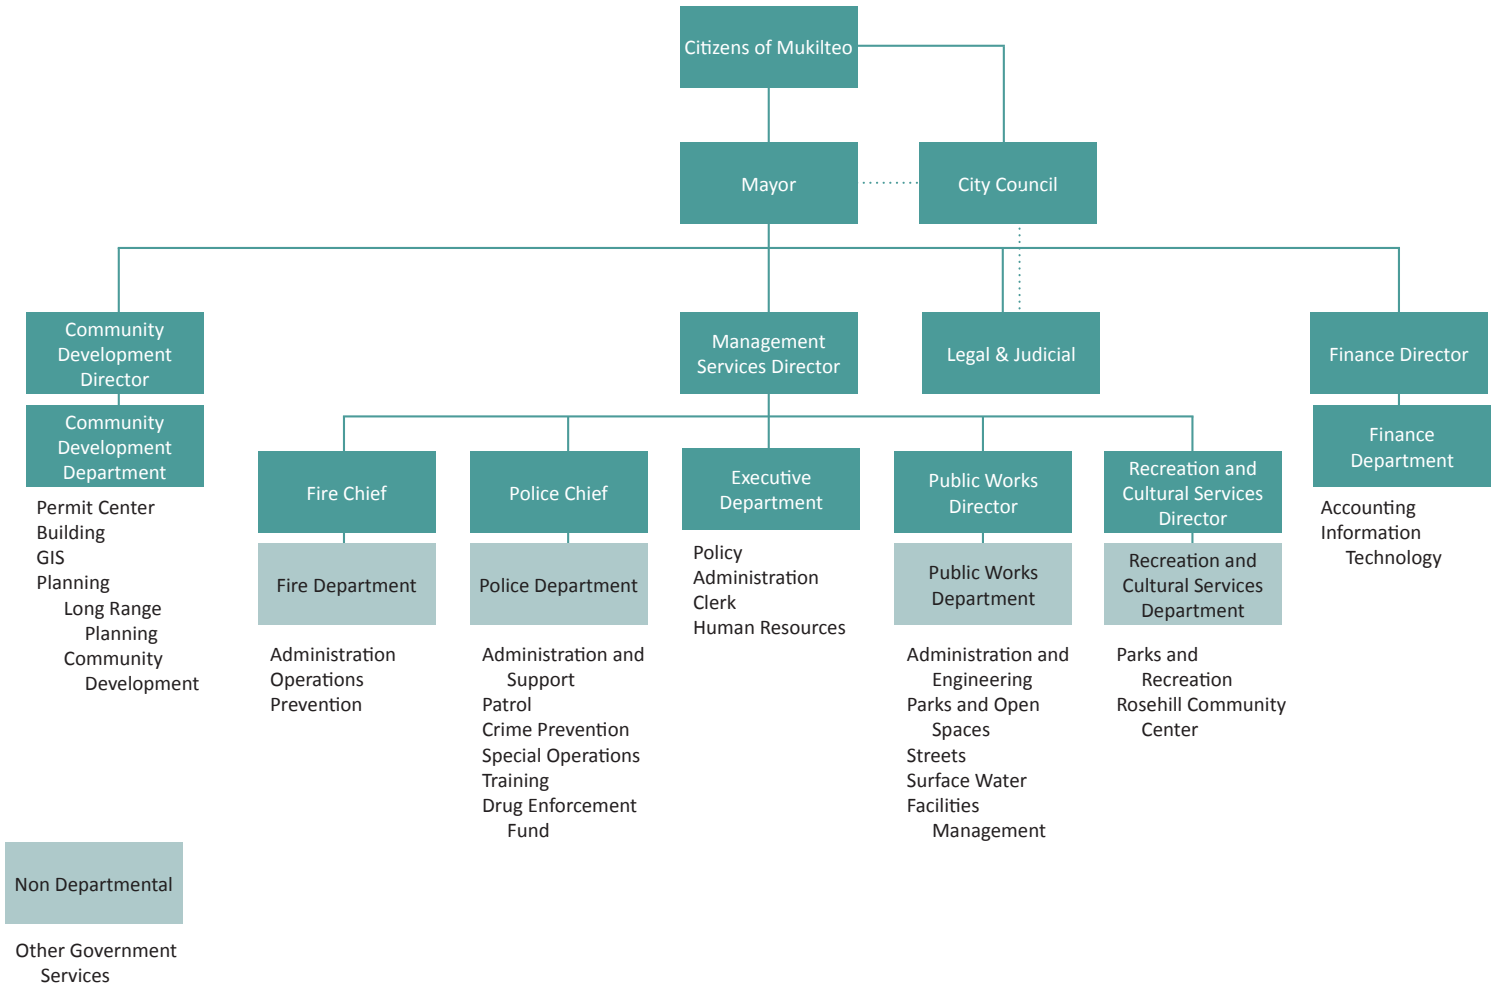 Citizens of Mukilteo
Mayor
City Council
Community
Development
Director
Management
Services Director
Legal & Judicial
Finance Director
Community
Development
Department
Permit Center
Building
GIS
Planning
Long Range
Planning
Community
Development
Fire Chief
Fire Department
Administration
Operations
Prevention
Police Chief
Police Department
Administration and
Support
Patrol
Crime Prevention
Special Operations
Training
Drug Enforcement
Fund
Executive
Department
Policy
Administration
Clerk
Human Resources
Public Works
Director
Public Works
Department
Administration and
Engineering
Parks and Open
Spaces
Streets
Surface Water
Facilities
Management
Recreation and
Cultural Services
Director
Recreation and
Cultural Services
Department
Parks and
Recreation
Rosehill Community
Center
Finance
Department
Accounting
Information
Technology
Non Departmental
Other Government
Services